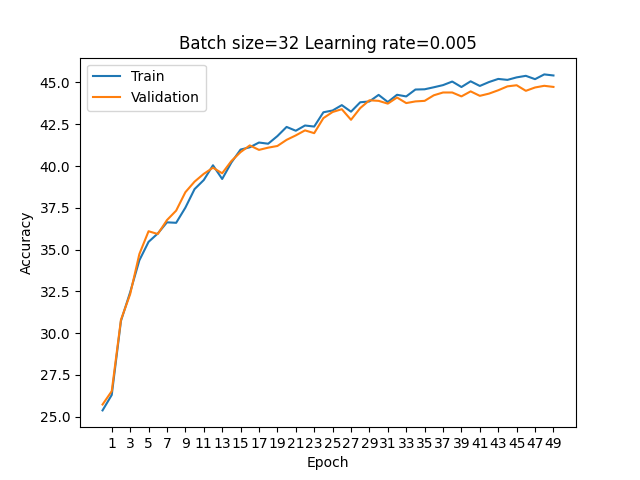 Batch size=32 Learning rate=0.005
Train
Validation
45.0
42.5
40.0
37.5
35.0
32.5
30.0
27.5
25.0
Accuracy
1 3 5 7 9 11 13 15 17 19 21 23 25 27 29 31 33 35 37 39 41 43 45 47 49
Epoch